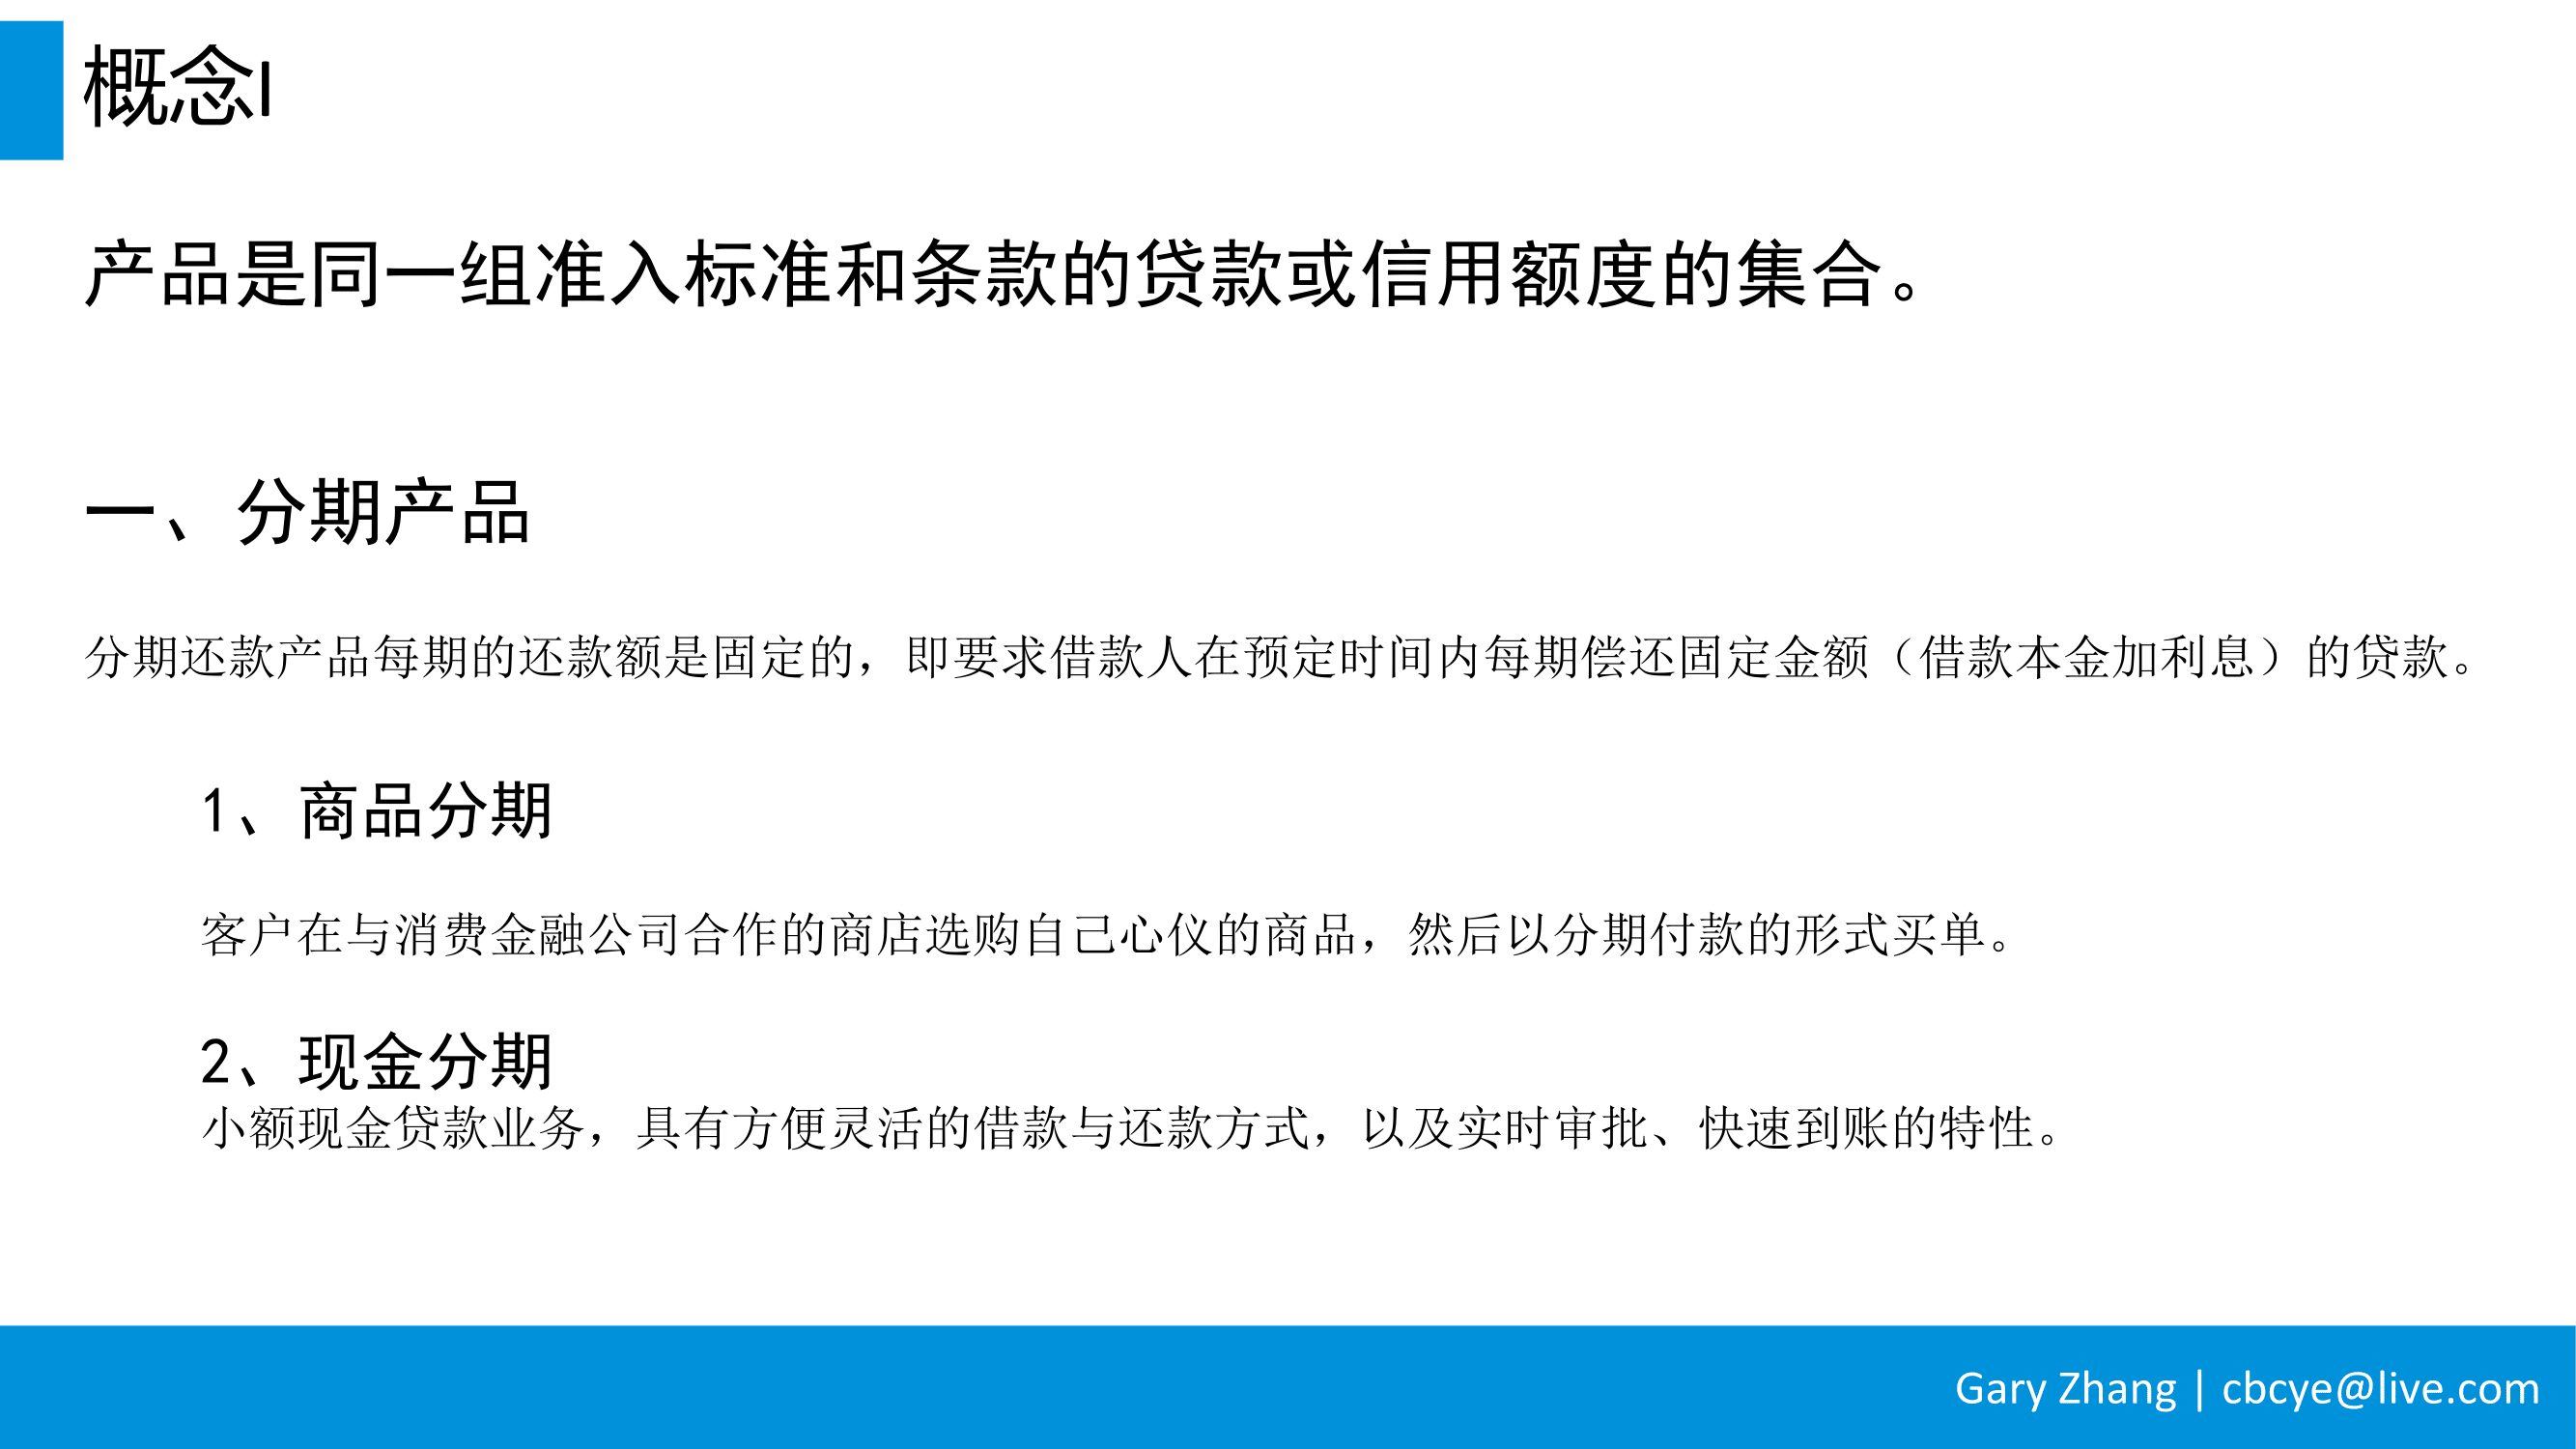 概念I
产品是同一组准入标准和条款的贷款或信用额度的集合。
一、分期产品
分期还款产品每期的还款额是固定的，即要求借款人在预定时间内每期偿还固定金额（借款本金加利息）的贷款。
1、商品分期
客户在与消费金融公司合作的商店选购自己心仪的商品，然后以分期付款的形式买单。
2、现金分期
小额现金贷款业务，具有方便灵活的借款与还款方式，以及实时审批、快速到账的特性。
Gary Zhang | cbcye@live.com